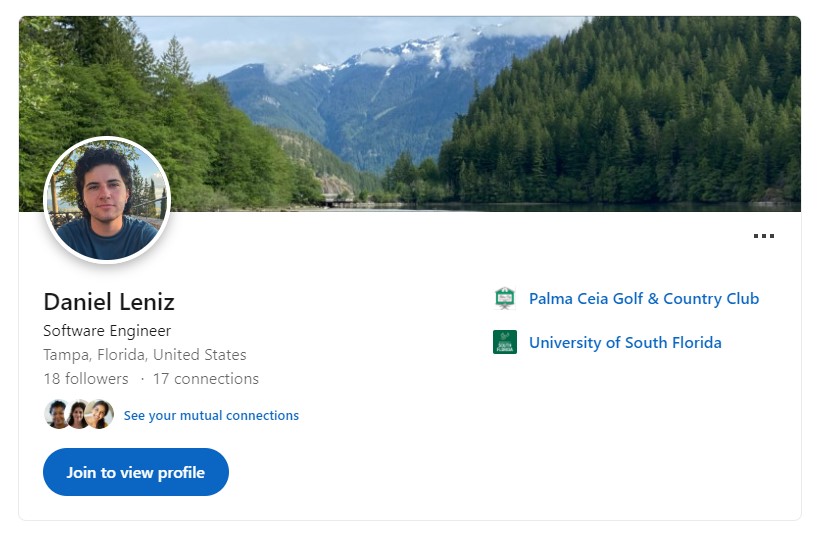 Daniel Leniz
Software Engineer
Tampa, Florida, United States
18 followers · 17 connections
See your mutual connections
Join to view profile
Palma Ceia Golf & Country Club
University of South Florida